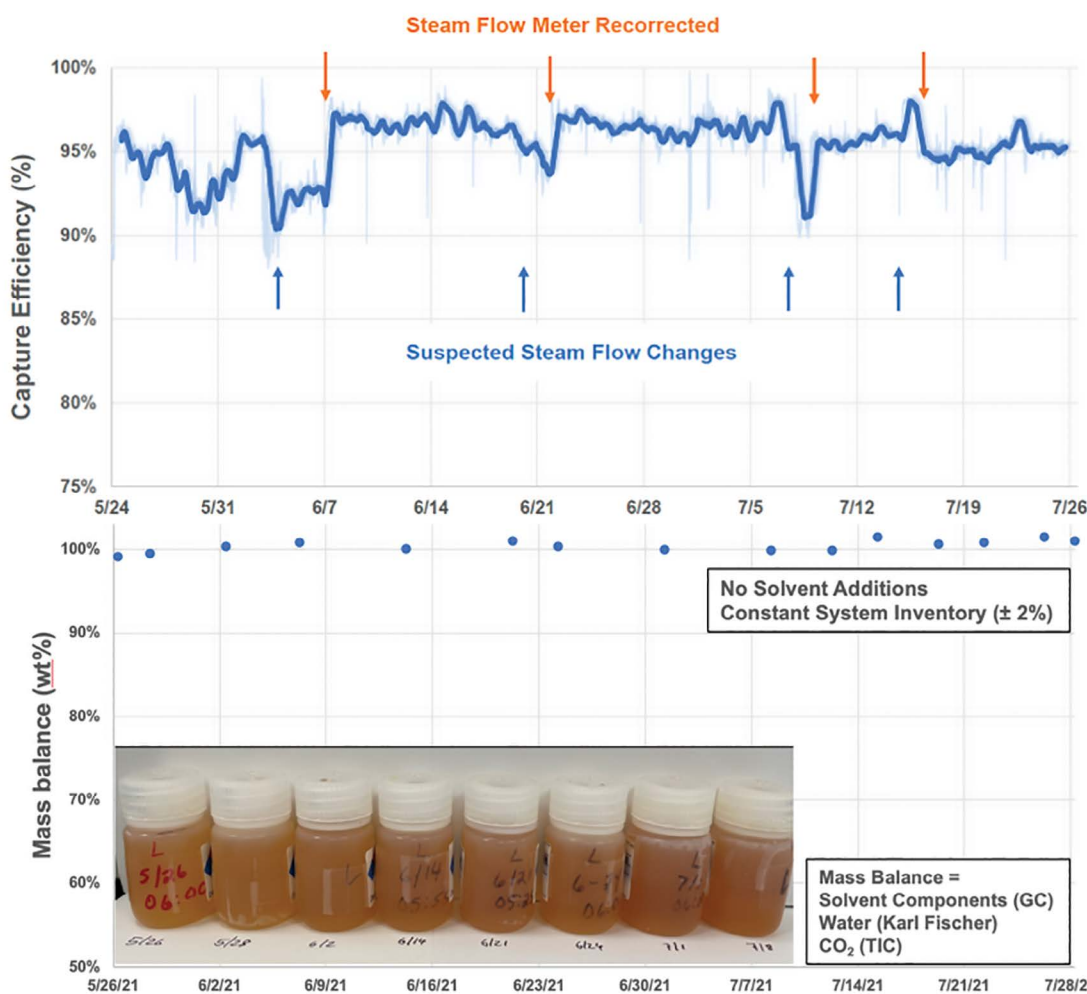 Steam Flow Meter Recorrected
100%
95%
90%
85%
80%
75%
Capture Efficiency (%)
Suspected Steam Flow Changes
5/24 5/31 6/7 6/14 6/21 6/28 7/5 7/12 7/19 7/26
100%
90%
80%
70%
60%
50%
Mass balance (wt%)
No Solvent Additions
Constant System Inventory (± 2%)
L
5/26
06:00
L
L
6/14
L
6/21
L
L
5/26 5/28 6/2 6/14 6/21 6/24 7/1 7/8
Mass Balance =
Solvent Components (GC)
Water (Karl Fischer)
CO₂ (TIC)
5/26/21 6/2/21 6/9/21 6/16/21 6/23/21 6/30/21 7/7/21 7/14/21 7/21/21 7/28/2